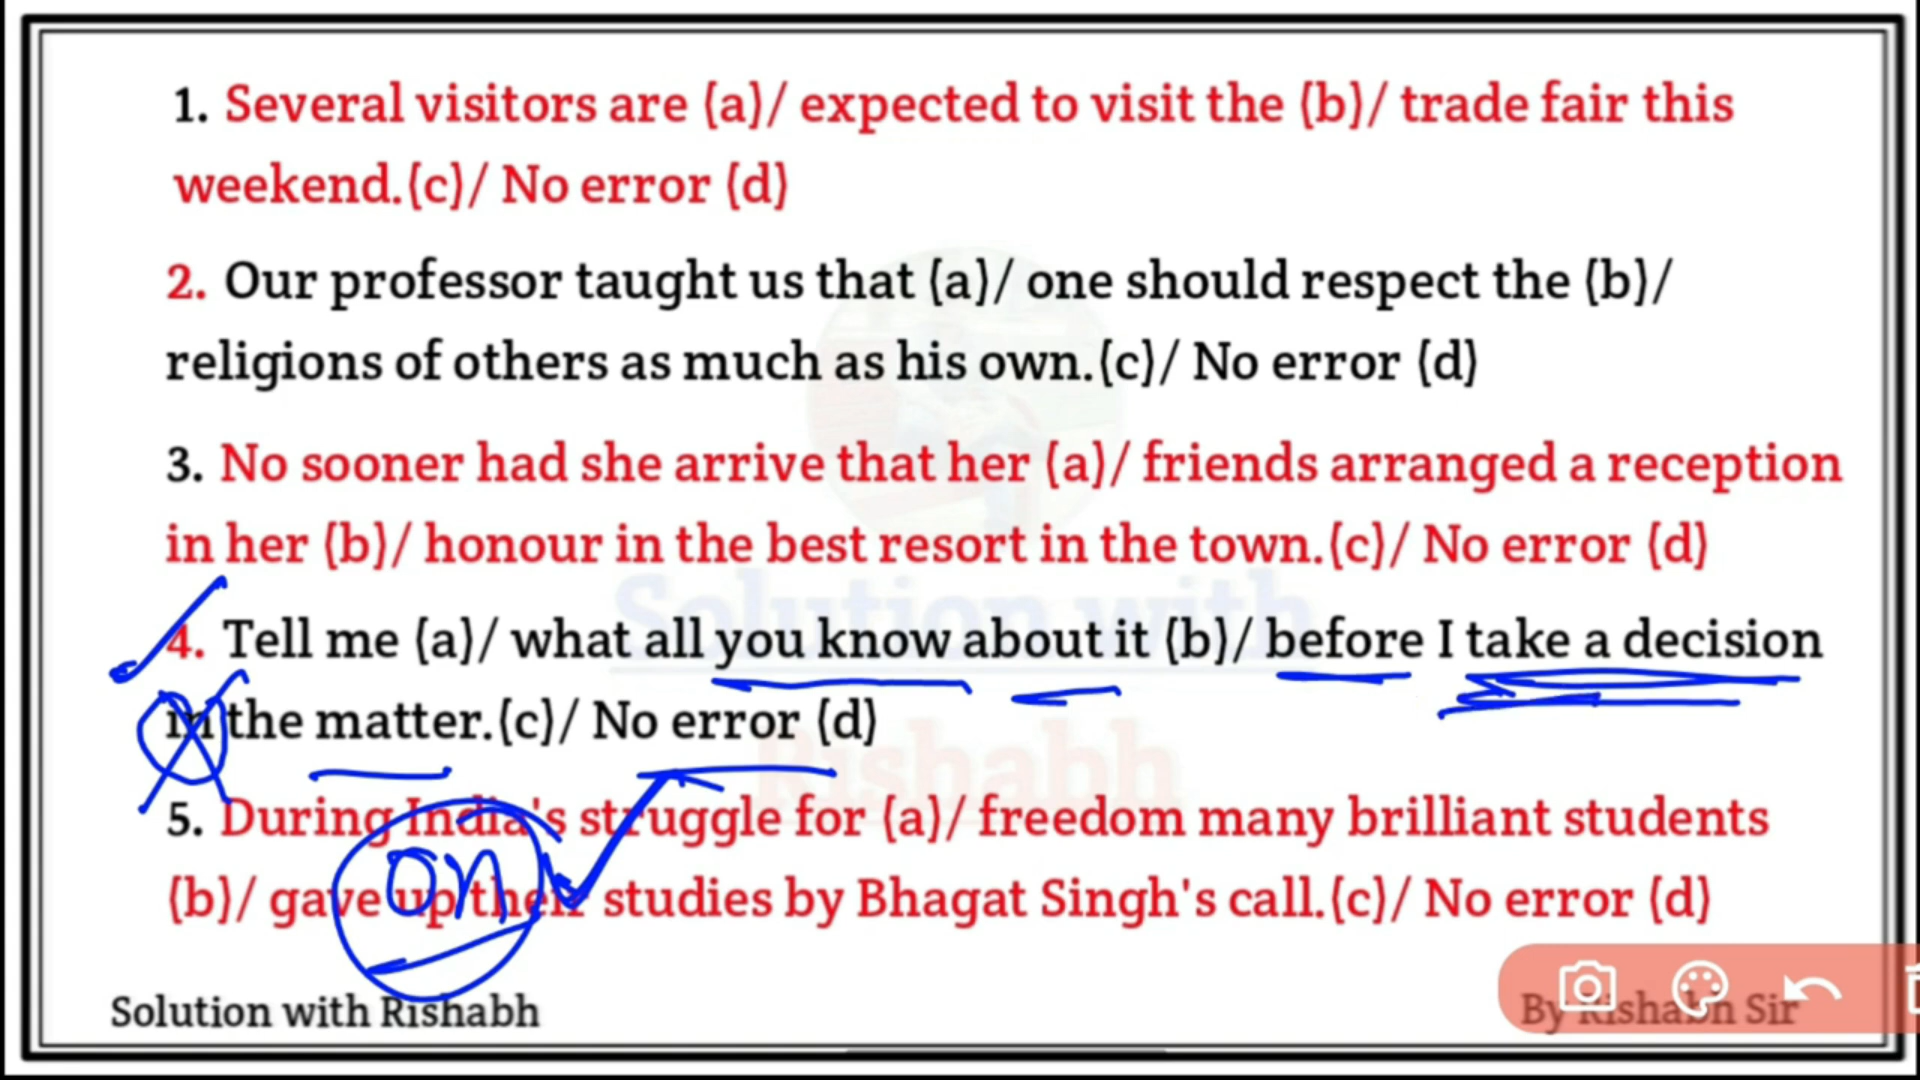 1. Several visitors are (a)/ expected to visit the (b)/ trade fair this
weekend.(c)/ No error (d)
2. Our professor taught us that (a)/ one should respect the (b)/
religions of others as much as his own.(c)/ No error (d)
3. No sooner had she arrive that her (a)/ friends arranged a reception
in her (b)/ honour in the best resort in the town.(c)/ No error (d)
4. Tell me (a)/ what all you know about it (b)/ before I take a decision
in the matter.(c)/ No error (d)
5. During India's struggle for (a)/ freedom many brilliant students
on
(b)/ gave up their studies by Bhagat Singh's call.(c)/ No error (d)
Solution with Rishabh
Solution with Rishabh
By Rishabh Sir